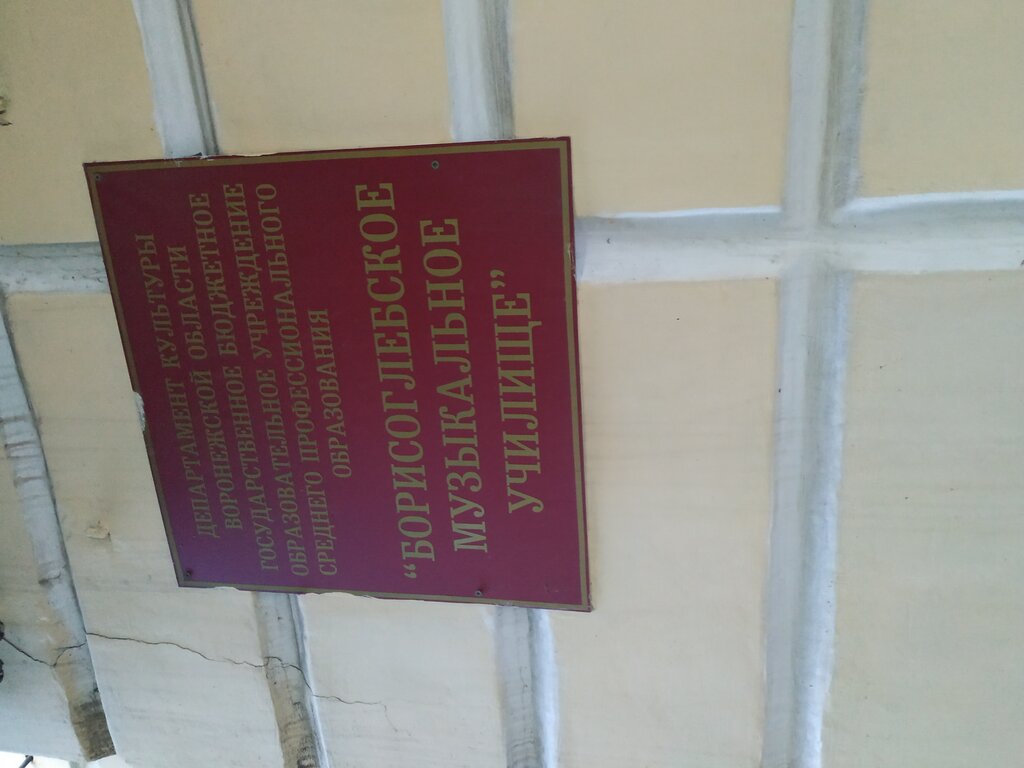 ДЕПАРТАМЕНТ КУЛЬТУРЫ
ВОРОНЕЖСКОЙ ОБЛАСТИ
ГОСУДАРСТВЕННОЕ БЮДЖЕТНОЕ
ОБРАЗОВАТЕЛЬНОЕ УЧРЕЖДЕНИЕ
СРЕДНЕГО ПРОФЕССИОНАЛЬНОГО
ОБРАЗОВАНИЯ
“БОРИСОГЛЕБСКОЕ
МУЗЫКАЛЬНОЕ
УЧИЛИЩЕ”